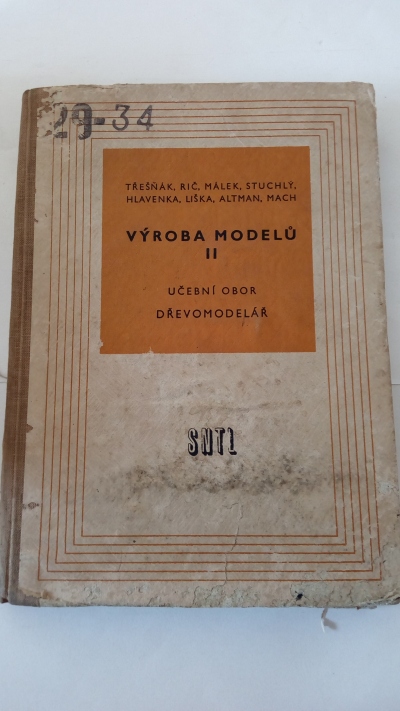 29-34
TŘEŠŇÁK, RIČ, MÁLEK, STUCHLÝ,
HLAVENKA, LIŠKA, ALTMAN, MACH
VÝROBA MODELŮ
II
UČEBNÍ OBOR
DŘEVOMODELÁŘ
SNTL